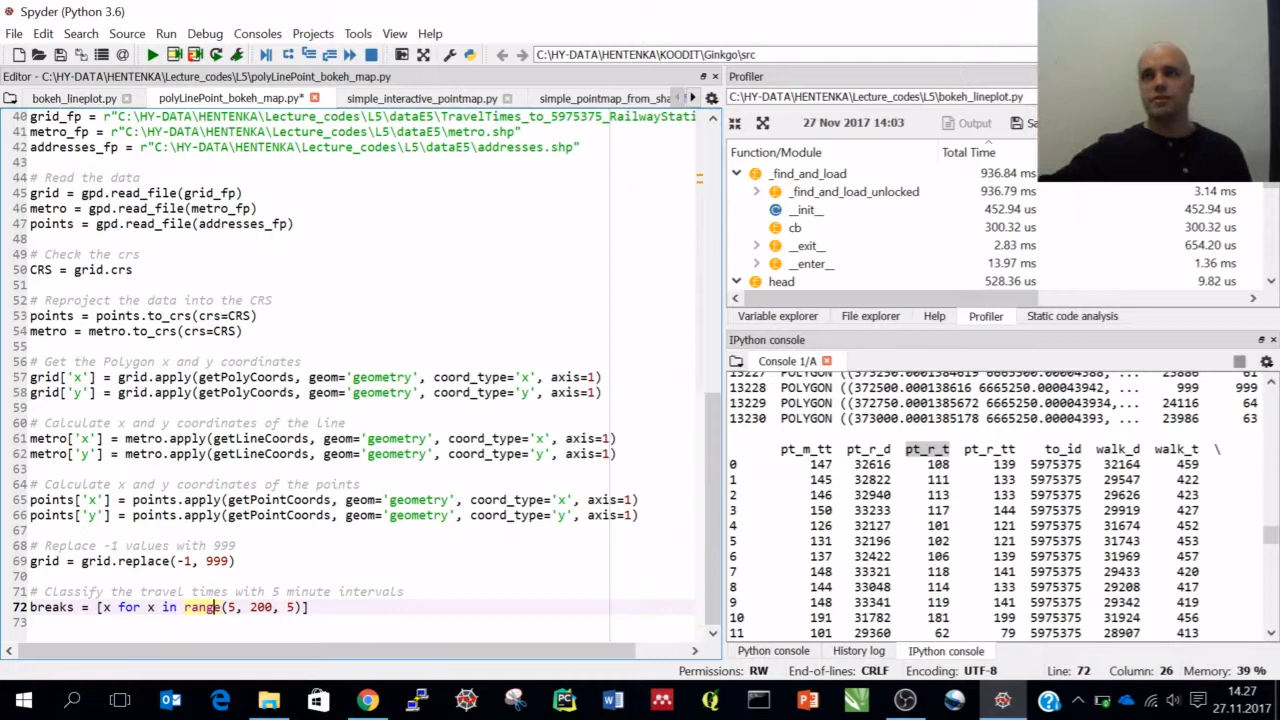 Spyder (Python 3.6)
File Edit Search Source Run Debug Consoles Projects Tools View Help
C:\HY-DATA\HENTENKA\KOODIT\Ginkgo\src
Editor - C:\HY-DATA\HENTENKA\Lecture_codes\L5\polyLinePoint_bokeh_map.py
bokeh_lineplot.py polyLinePoint_bokeh_map.py* simple_interactive_pointmap.py simple_pointmap_from_sha
40 grid_fp = r"C:\HY-DATA\HENTENKA\Lecture_codes\L5\dataE5\TravelTimes_to_5975375_RailwayStati
41 metro_fp = r"C:\HY-DATA\HENTENKA\Lecture_codes\L5\dataE5\metro.shp"
42 addresses_fp = r"C:\HY-DATA\HENTENKA\Lecture_codes\L5\dataE5\addresses.shp"
43
44 # Read the data
45 grid = gpd.read_file(grid_fp)
46 metro = gpd.read_file(metro_fp)
47 points = gpd.read_file(addresses_fp)
48
49 # Check the crs
50 CRS = grid.crs
51
52 # Reproject the data into the CRS
53 points = points.to_crs(crs=CRS)
54 metro = metro.to_crs(crs=CRS)
55
56 # Get the Polygon x and y coordinates
57 grid['x'] = grid.apply(getPolyCoords, geom='geometry', coord_type='x', axis=1)
58 grid['y'] = grid.apply(getPolyCoords, geom='geometry', coord_type='y', axis=1)
59
60 # Calculate x and y coordinates of the line
61 metro['x'] = metro.apply(getLineCoords, geom='geometry', coord_type='x', axis=1)
62 metro['y'] = metro.apply(getLineCoords, geom='geometry', coord_type='y', axis=1)
63
64 # Calculate x and y coordinates of the points
65 points['x'] = points.apply(getPointCoords, geom='geometry', coord_type='x', axis=1)
66 points['y'] = points.apply(getPointCoords, geom='geometry', coord_type='y', axis=1)
67
68 # Replace -1 values with 999
69 grid = grid.replace(-1, 999)
70
71 # Classify the travel times with 5 minute intervals
72 breaks = [x for x in range(5, 200, 5)]
73
Profiler
C:\HY-DATA\HENTENKA\Lecture_codes\L5\bokeh_lineplot.py
27 Nov 2017 14:03 Output Sa
Function/Module Total Time
_find_and_load 936.84 ms
_find_and_load_unlocked 936.79 ms 3.14 ms
__init__ 452.94 us 452.94 us
cb 300.32 us 300.32 us
__exit__ 2.83 ms 654.20 us
__enter__ 13.97 ms 1.36 ms
head 528.36 us 9.82 us
Variable explorer File explorer Help Profiler Static code analysis
IPython console
Console 1/A
13228 POLYGON ((372500.000138616 6665250.000043942, ... 999 999
13229 POLYGON ((372750.0001385672 6665250.000043934,... 24116 64
13230 POLYGON ((373000.0001385178 6665250.00004393, ... 23986 63
pt_m_tt pt_r_d pt_r_t pt_r_tt to_id walk_d walk_t \
0 147 32616 108 139 5975375 32164 459
1 145 32822 111 133 5975375 29547 422
2 146 32940 113 133 5975375 29626 423
3 150 33233 117 144 5975375 29919 427
4 126 32127 101 121 5975375 31674 452
5 131 32196 102 121 5975375 31743 453
6 137 32422 106 139 5975375 31969 457
7 148 33321 118 141 5975375 29433 420
8 144 33048 114 133 5975375 29208 417
9 148 33341 119 141 5975375 29342 419
10 191 31782 181 199 5975375 31924 456
11 101 29360 62 79 5975375 28907 413
Python console History log IPython console
Permissions: RW End-of-lines: CRLF Encoding: UTF-8 Line: 72 Column: 26 Memory: 39 %
14.27
27.11.2017